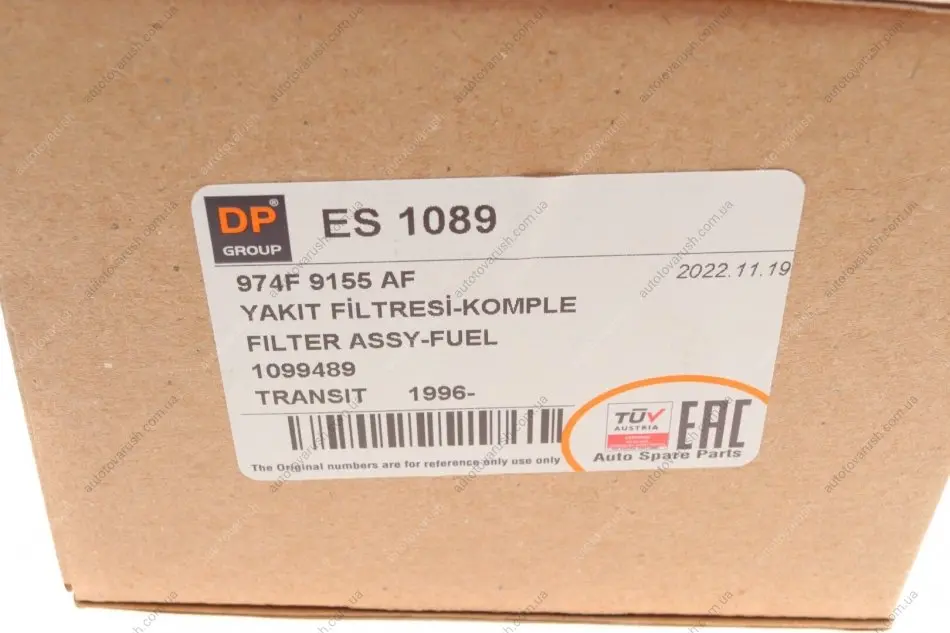 DP®
GROUP
ES 1089
2022.11.19
974F 9155 AF
YAKIT FİLTRESİ-KOMPLE
FILTER ASSY-FUEL
1099489
TRANSIT 1996-
TÜV
AUSTRIA
EAC
Auto Spare Parts
The Original numbers are for reference only use only
autotovarush.com.ua